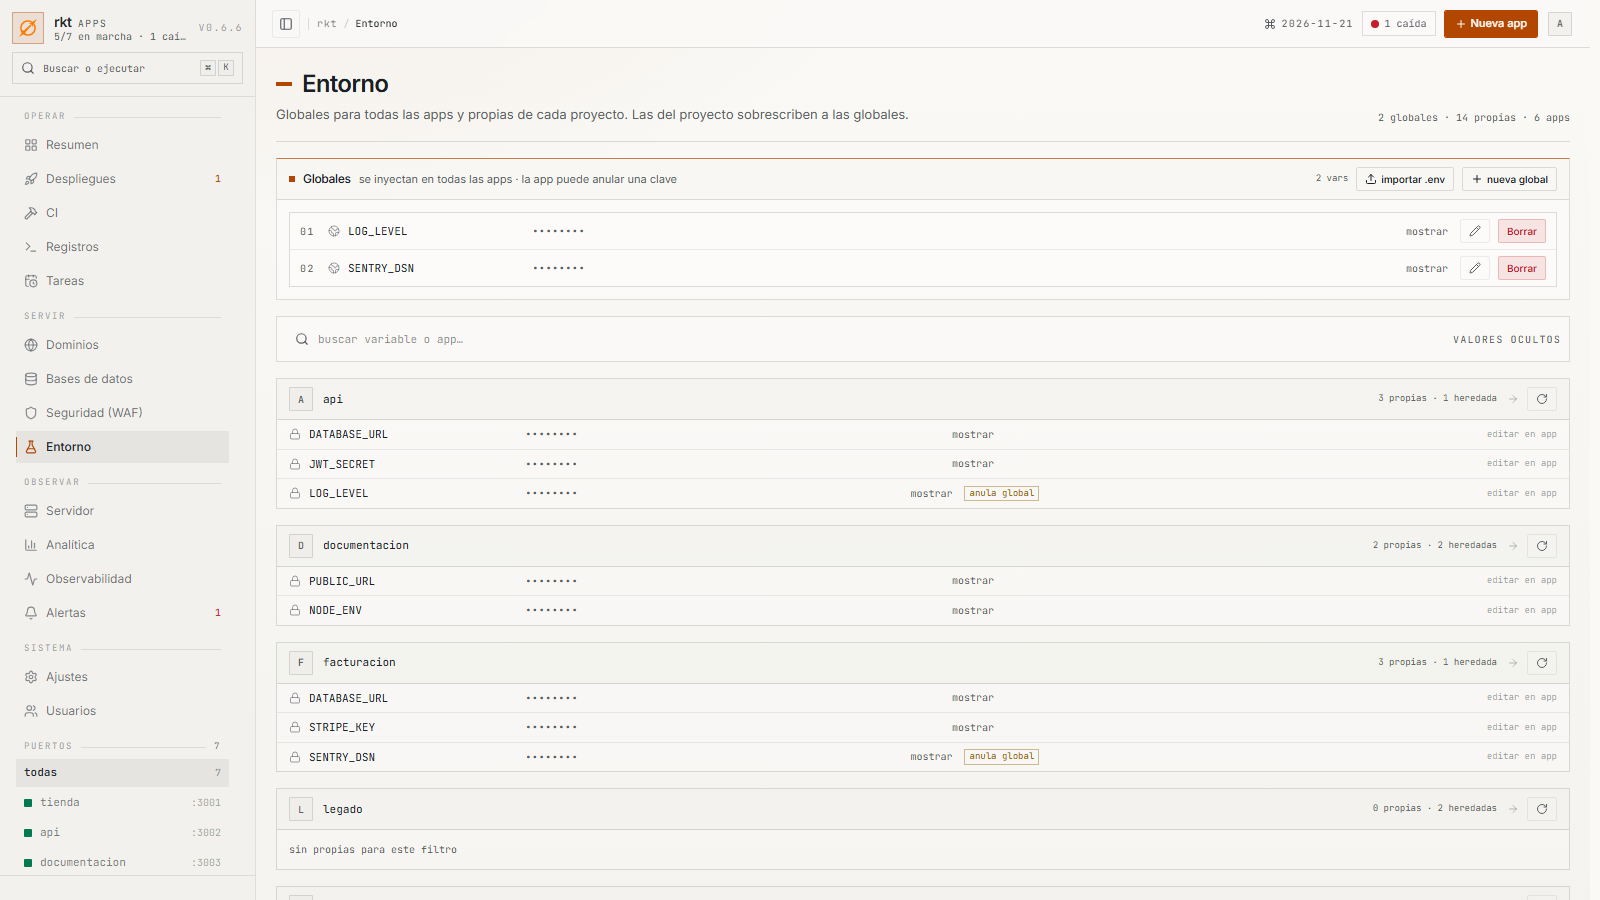 rkt APPS
5/7 en marcha · 1 caí…
V0.6.6
Buscar o ejecutar ⌘ K
OPERAR
Resumen
Despliegues 1
CI
Registros
Tareas
SERVIR
Dominios
Bases de datos
Seguridad (WAF)
Entorno
OBSERVAR
Servidor
Analítica
Observabilidad
Alertas 1
SISTEMA
Ajustes
Usuarios
PUERTOS 7
todas 7
tienda :3001
api :3002
documentacion :3003
rkt / Entorno
⌘ 2026-11-21
1 caída
+ Nueva app
A
Entorno
Globales para todas las apps y propias de cada proyecto. Las del proyecto sobrescriben a las globales.
2 globales · 14 propias · 6 apps
Globales se inyectan en todas las apps · la app puede anular una clave
2 vars importar .env + nueva global
01 LOG_LEVEL •••••••• mostrar Borrar
02 SENTRY_DSN •••••••• mostrar Borrar
buscar variable o app…
VALORES OCULTOS
A api 3 propias · 1 heredada →
DATABASE_URL •••••••• mostrar editar en app
JWT_SECRET •••••••• mostrar editar en app
LOG_LEVEL •••••••• mostrar anula global editar en app
D documentacion 2 propias · 2 heredadas →
PUBLIC_URL •••••••• mostrar editar en app
NODE_ENV •••••••• mostrar editar en app
F facturacion 3 propias · 1 heredada →
DATABASE_URL •••••••• mostrar editar en app
STRIPE_KEY •••••••• mostrar editar en app
SENTRY_DSN •••••••• mostrar anula global editar en app
L legado 0 propias · 2 heredadas →
sin propias para este filtro